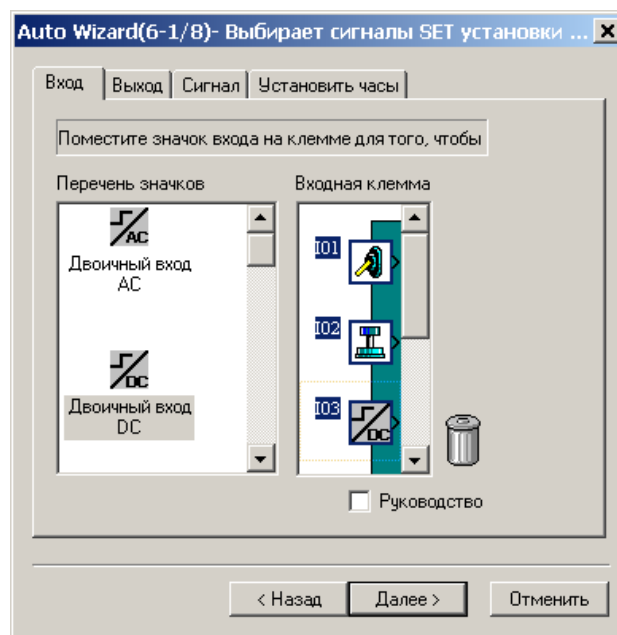 Auto Wizard(6-1/8)- Выбирает сигналы SET установки ...
Вход
Выход
Сигнал
Установить часы
Поместите значок входа на клемме для того, чтобы
Перечень значков
Входная клемма
AC
Двоичный вход
AC
DC
Двоичный вход
DC
I01
I02
I03
DC
Руководство
< Назад
Далее >
Отменить